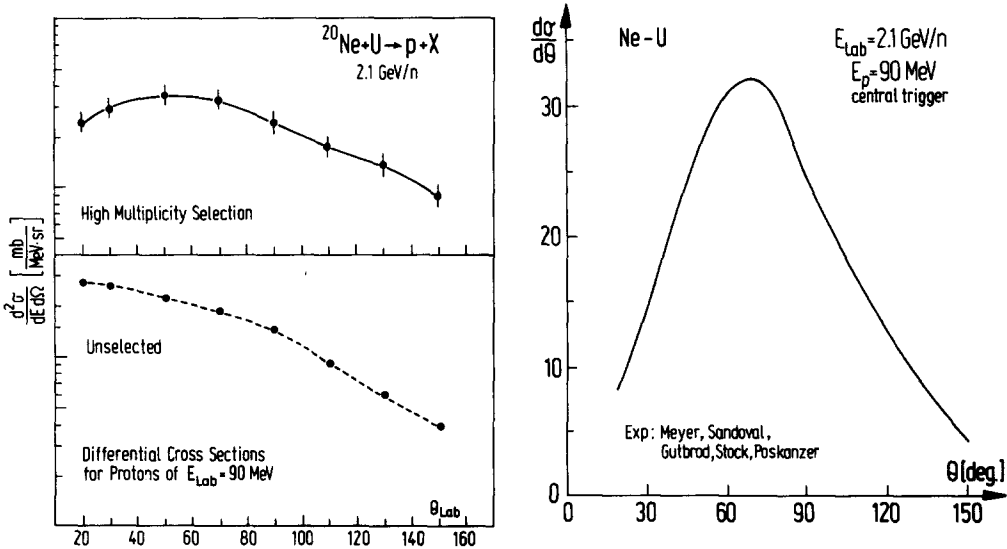 ²⁰Ne+U→p+X
2.1 GeV/n
High Multiplicity Selection
d²σ/dEdΩ [mb/MeV·sr]
Unselected
Differential Cross Sections
for Protons of E_Lab = 90 MeV
θ_Lab
20 40 60 80 100 120 140 160
dσ/dθ
Ne-U
E_Lab=2.1 GeV/n
E_p=90 MeV
central trigger
30
20
10
0
Exp: Meyer, Sandoval,
Gutbrod, Stock, Poskanzer
θ[deg.]
0 30 60 90 150